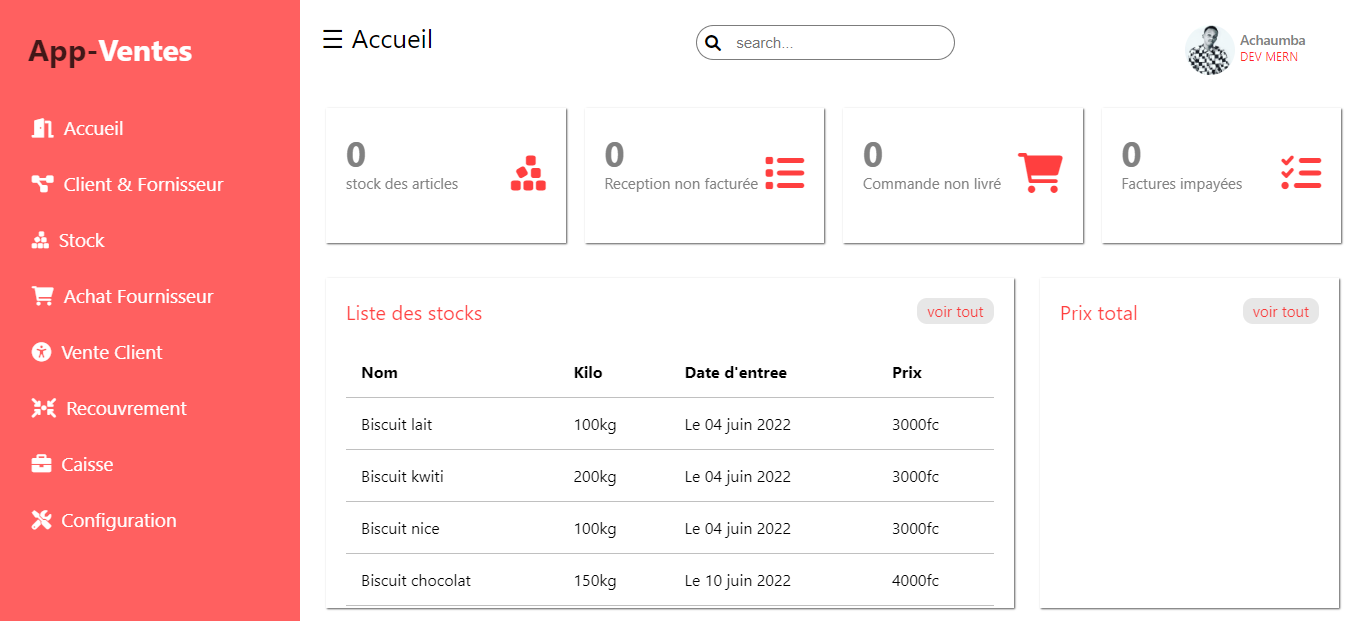 App-Ventes
Accueil
Client & Fornisseur
Stock
Achat Fournisseur
Vente Client
Recouvrement
Caisse
Configuration
☰ Accueil
search...
Achaumba
DEV MERN
0
stock des articles
0
Reception non facturée
0
Commande non livré
0
Factures impayées
Liste des stocks voir tout
Nom Kilo Date d'entree Prix
Biscuit lait 100kg Le 04 juin 2022 3000fc
Biscuit kwiti 200kg Le 04 juin 2022 3000fc
Biscuit nice 100kg Le 04 juin 2022 3000fc
Biscuit chocolat 150kg Le 10 juin 2022 4000fc
Prix total voir tout